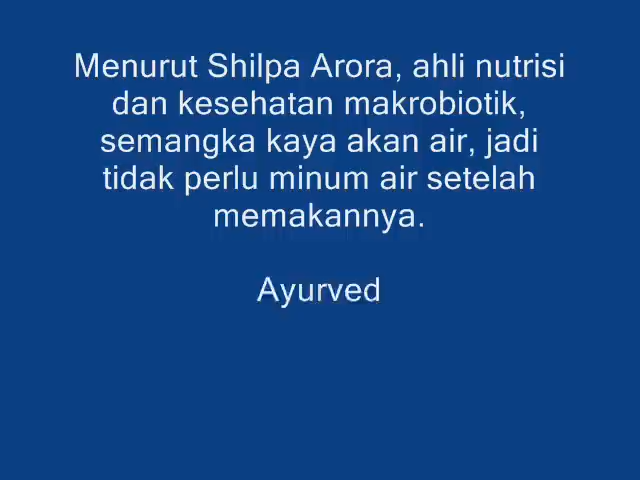 Menurut Shilpa Arora, ahli nutrisi
dan kesehatan makrobiotik,
semangka kaya akan air, jadi
tidak perlu minum air setelah
memakannya.
Ayurved